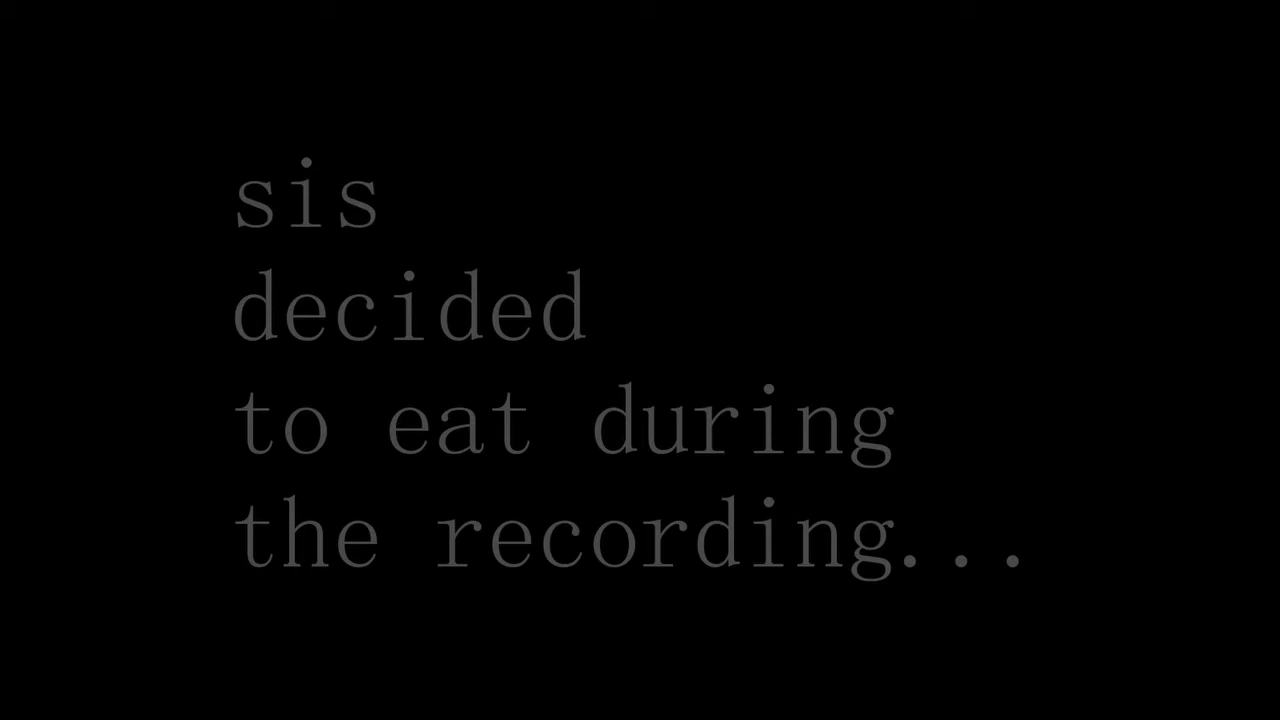 sis
decided
to eat during
the recording...